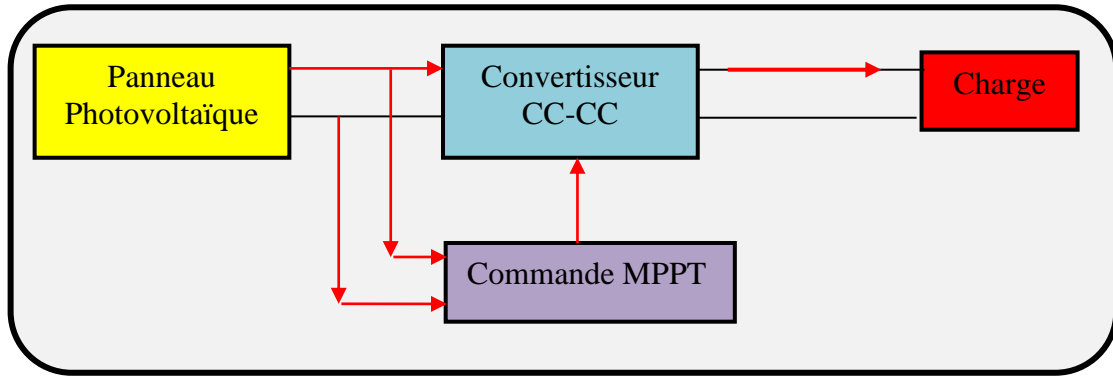 Panneau
Photovoltaïque
Convertisseur
CC-CC
Charge
Commande MPPT